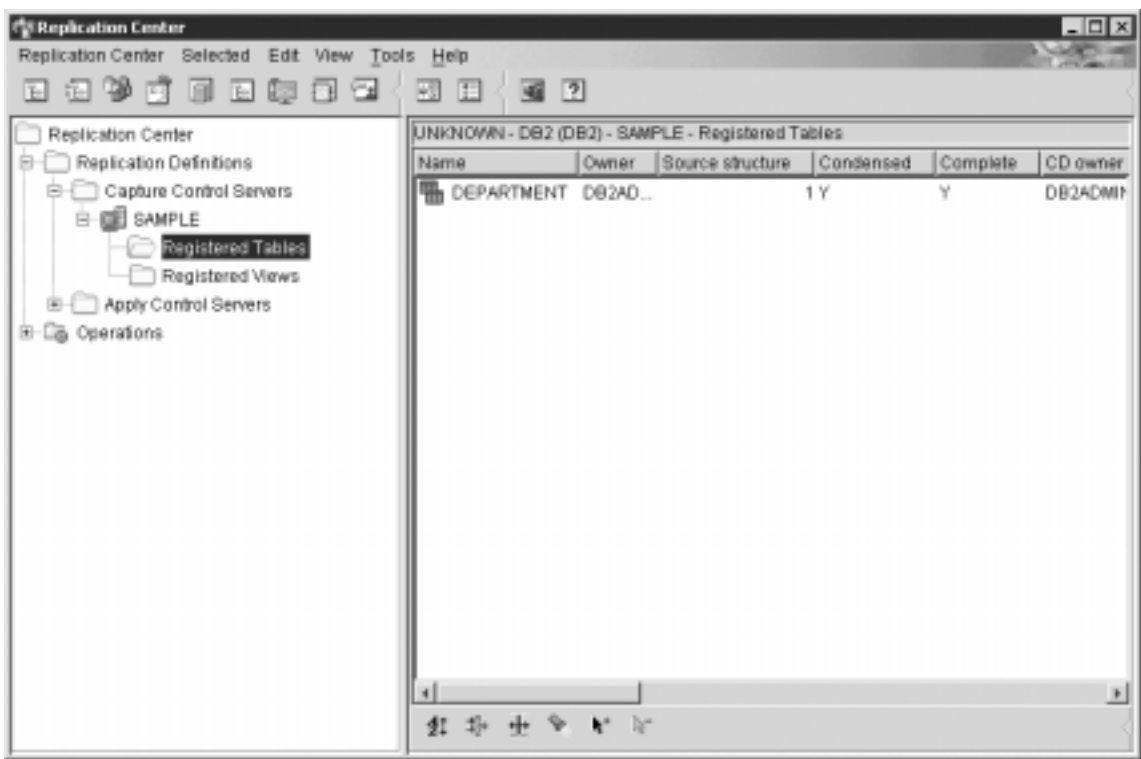 Replication Center
Replication Center Selected Edit View Tools Help
Replication Center
Replication Definitions
Capture Control Servers
SAMPLE
Registered Tables
Registered Views
Apply Control Servers
Operations
UNKNOWN - DB2 (DB2) - SAMPLE - Registered Tables
Name Owner Source structure Condensed Complete CD owner
DEPARTMENT DB2AD... 1 Y Y DB2ADMIN